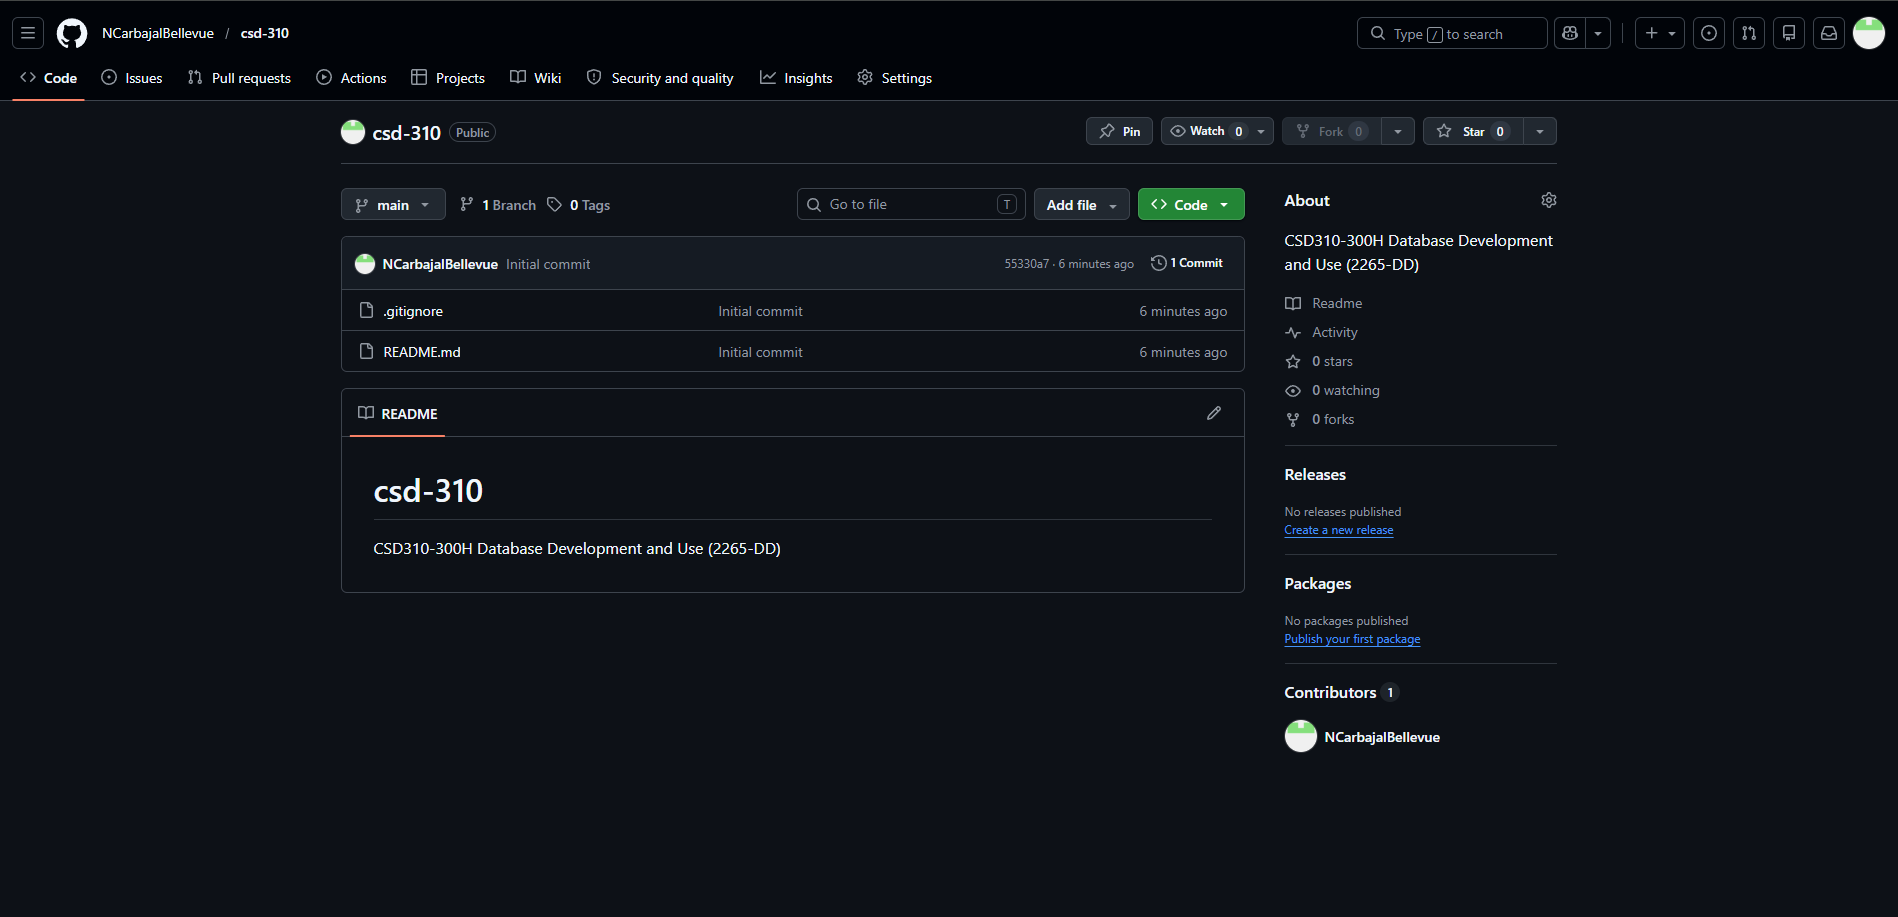 NCarbajalBellevue / csd-310
Type / to search
Code Issues Pull requests Actions Projects Wiki Security and quality Insights Settings
csd-310 Public
Pin Watch 0 Fork 0 Star 0
main 1 Branch 0 Tags Go to file T Add file Code
NCarbajalBellevue Initial commit 55330a7 · 6 minutes ago 1 Commit
.gitignore Initial commit 6 minutes ago
README.md Initial commit 6 minutes ago
README
csd-310
CSD310-300H Database Development and Use (2265-DD)
About
CSD310-300H Database Development
and Use (2265-DD)
Readme
Activity
0 stars
0 watching
0 forks
Releases
No releases published
Create a new release
Packages
No packages published
Publish your first package
Contributors 1
NCarbajalBellevue